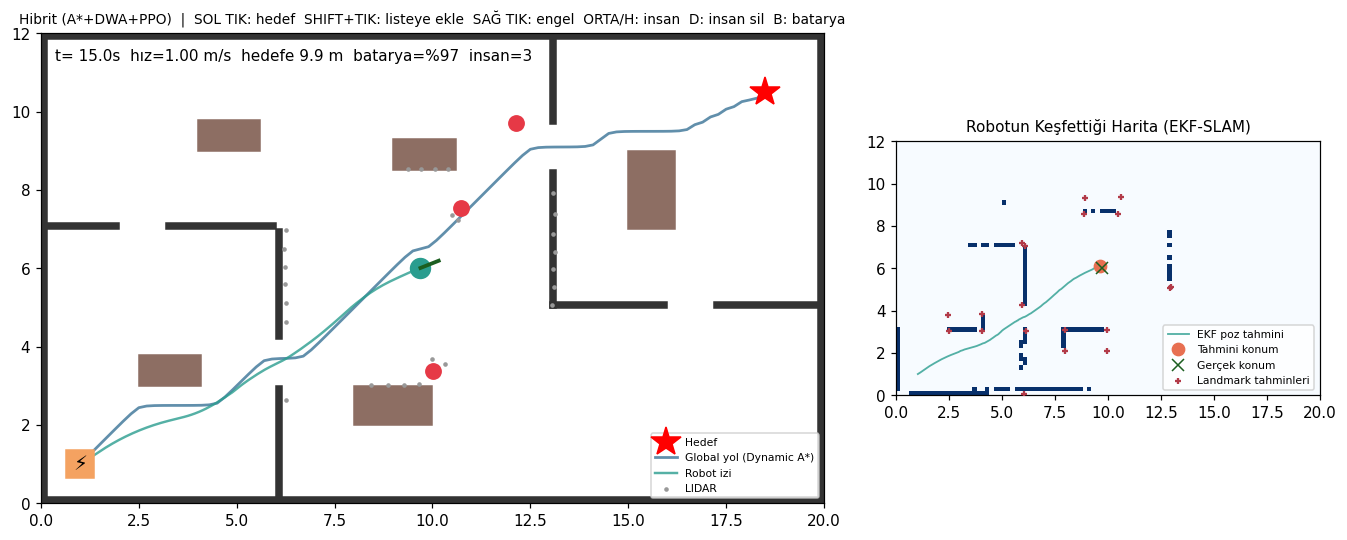 Hibrit (A*+DWA+PPO)  |  SOL TIK: hedef  SHIFT+TIK: listeye ekle  SAĞ TIK: engel  ORTA/H: insan  D: insan sil  B: batarya
t= 15.0s  hız=1.00 m/s  hedefe 9.9 m  batarya=%97  insan=3
12
10
8
6
4
2
0
0.0 2.5 5.0 7.5 10.0 12.5 15.0 17.5 20.0
Hedef
Global yol (Dynamic A*)
Robot izi
LIDAR
Robotun Keşfettiği Harita (EKF-SLAM)
12
10
8
6
4
2
0
0.0 2.5 5.0 7.5 10.0 12.5 15.0 17.5 20.0
EKF poz tahmini
Tahmini konum
Gerçek konum
Landmark tahminleri